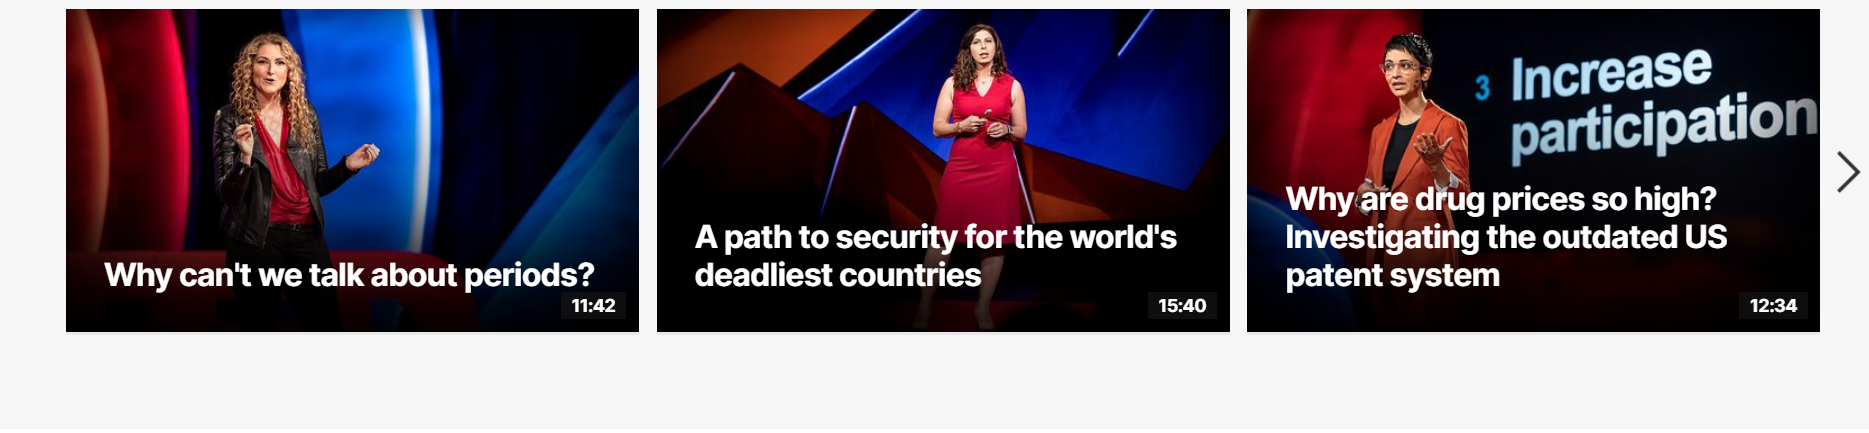 Why can't we talk about periods?
11:42
A path to security for the world's
deadliest countries
15:40
3 Increase
participation
Why are drug prices so high?
Investigating the outdated US
patent system
12:34